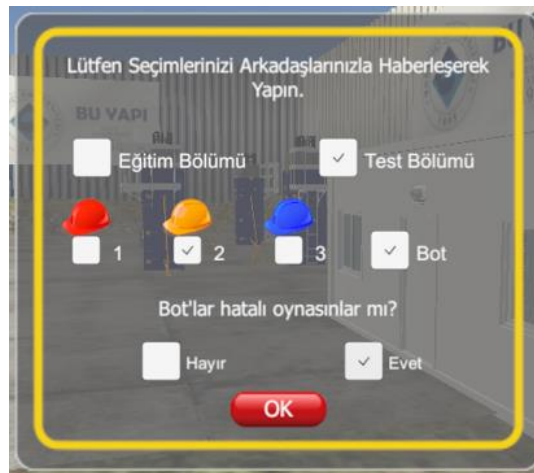 Lütfen Seçimlerinizi Arkadaşlarınızla Haberleşerek
Yapın.
BU YAPI
Eğitim Bölümü
Test Bölümü
1
2
3
Bot
Bot'lar hatalı oynasınlar mı?
Hayır
Evet
OK